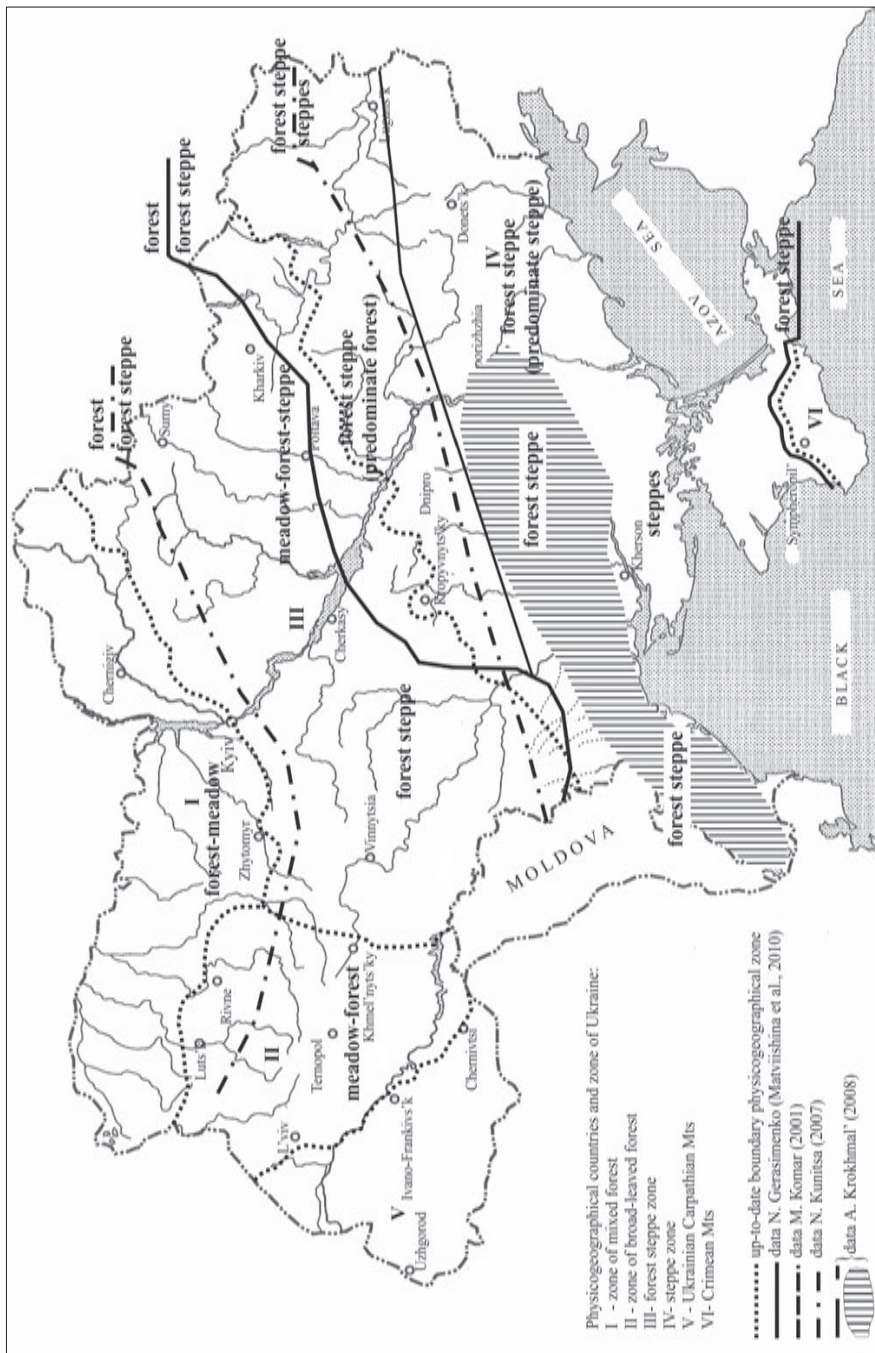 forest
forest steppe
forest
forest steppe
forest steppe
steppes
Chernigiv
Sumy
Kharkiv
Poltava
Lugans'k
Donets'k
I
forest-meadow
Kyiv
Zhytomyr
Luts'k
Rivne
II
III
Cherkasy
meadow-forest-steppe
forest steppe
(predominate forest)
Dnipro
Kropyvnyts'ky
IV
forest steppe
(predominate steppe)
porizhzhia
L'viv
Ternopol
meadow-forest
Khmel'nyts'ky
Vinnytsia
forest steppe
V
Ivano-Frankivs'k
Uzhgorod
Chernivtsi
MOLDOVA
forest steppe
forest steppe
Kherson
steppes
AZOV SEA
Sympheropil'
VI
forest steppe
BLACK SEA
Physicogeographical countries and zone of Ukraine:
I - zone of mixed forest
II - zone of broad-leaved forest
III- forest steppe zone
IV- steppe zone
V - Ukrainian Carpathian Mts
VI- Crimean Mts
up-to-date boundary physicogeographical zone
data N. Gerasimenko (Matviishina et al., 2010)
data M. Komar (2001)
data N. Kunitsa (2007)
data A. Krokhmal' (2008)